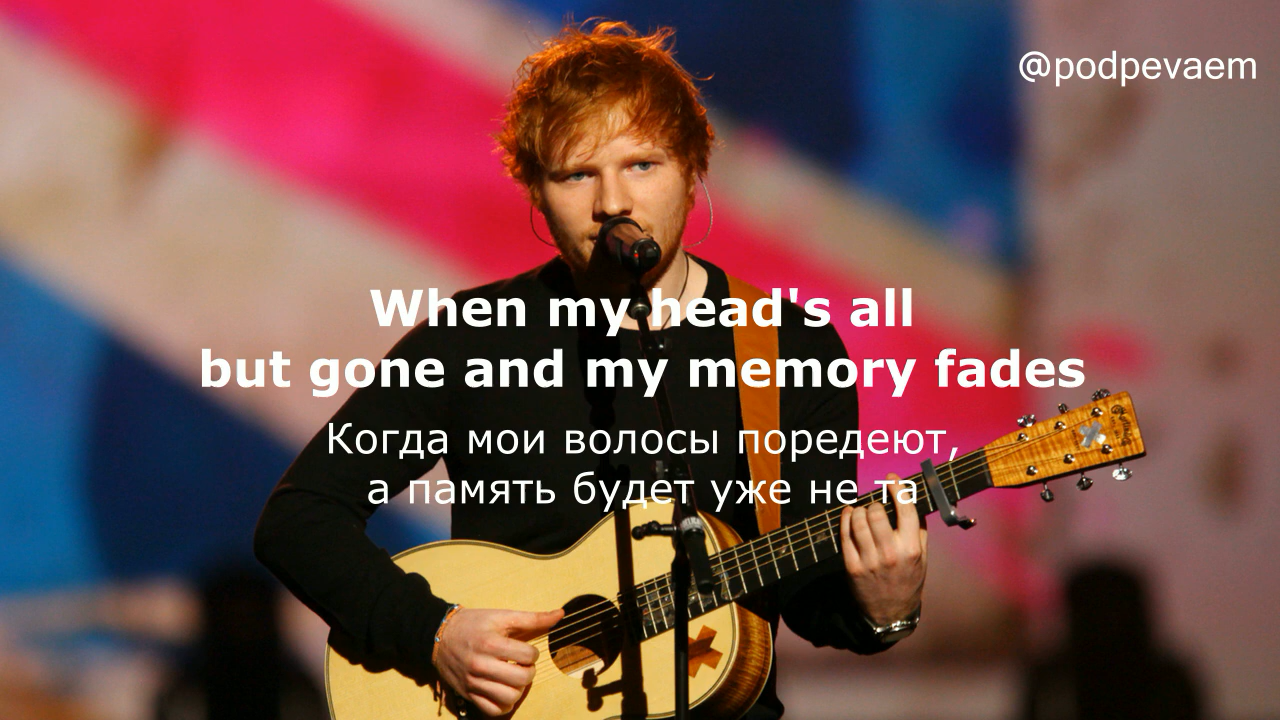 @podpevaem
When my head's all
but gone and my memory fades
Когда мои волосы поредеют,
а память будет уже не та